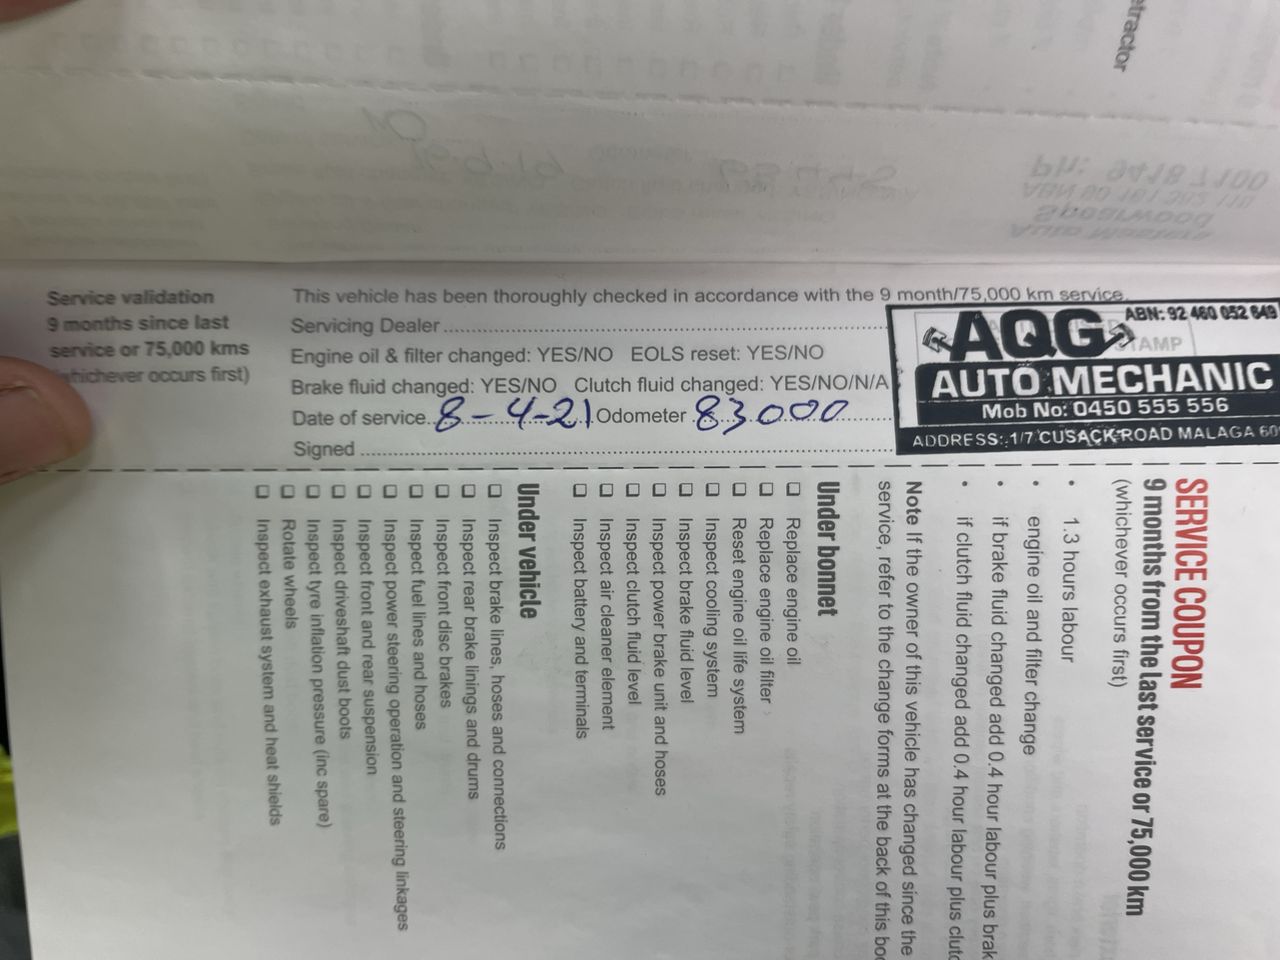 etractor
Service validation
9 months since last
service or 75,000 kms
whichever occurs first)
This vehicle has been thoroughly checked in accordance with the 9 month/75,000 km service.
Servicing Dealer
Engine oil & filter changed: YES/NO EOLS reset: YES/NO
Brake fluid changed: YES/NO Clutch fluid changed: YES/NO/N/A
Date of service 8-4-21 Odometer 83000
Signed
ABN: 92 460 052 649
AQG
TAMP
AUTO MECHANIC
Mob No: 0450 555 556
ADDRESS: 1/7 CUSACK ROAD MALAGA 60
SERVICE COUPON
9 months from the last service or 75,000 km
(whichever occurs first)
• 1.3 hours labour
• engine oil and filter change
• if brake fluid changed add 0.4 hour labour plus brak
• if clutch fluid changed add 0.4 hour labour plus clutc
Note If the owner of this vehicle has changed since the
service, refer to the change forms at the back of this boo
Under bonnet
❑ Replace engine oil
❑ Replace engine oil filter
❑ Reset engine oil life system
❑ Inspect cooling system
❑ Inspect brake fluid level
❑ Inspect power brake unit and hoses
❑ Inspect clutch fluid level
❑ Inspect air cleaner element
❑ Inspect battery and terminals
Under vehicle
❑ Inspect brake lines, hoses and connections
❑ Inspect rear brake linings and drums
❑ Inspect front disc brakes
❑ Inspect fuel lines and hoses
❑ Inspect power steering operation and steering linkages
❑ Inspect front and rear suspension
❑ Inspect driveshaft dust boots
❑ Inspect tyre inflation pressure (inc spare)
❑ Rotate wheels
❑ Inspect exhaust system and heat shields